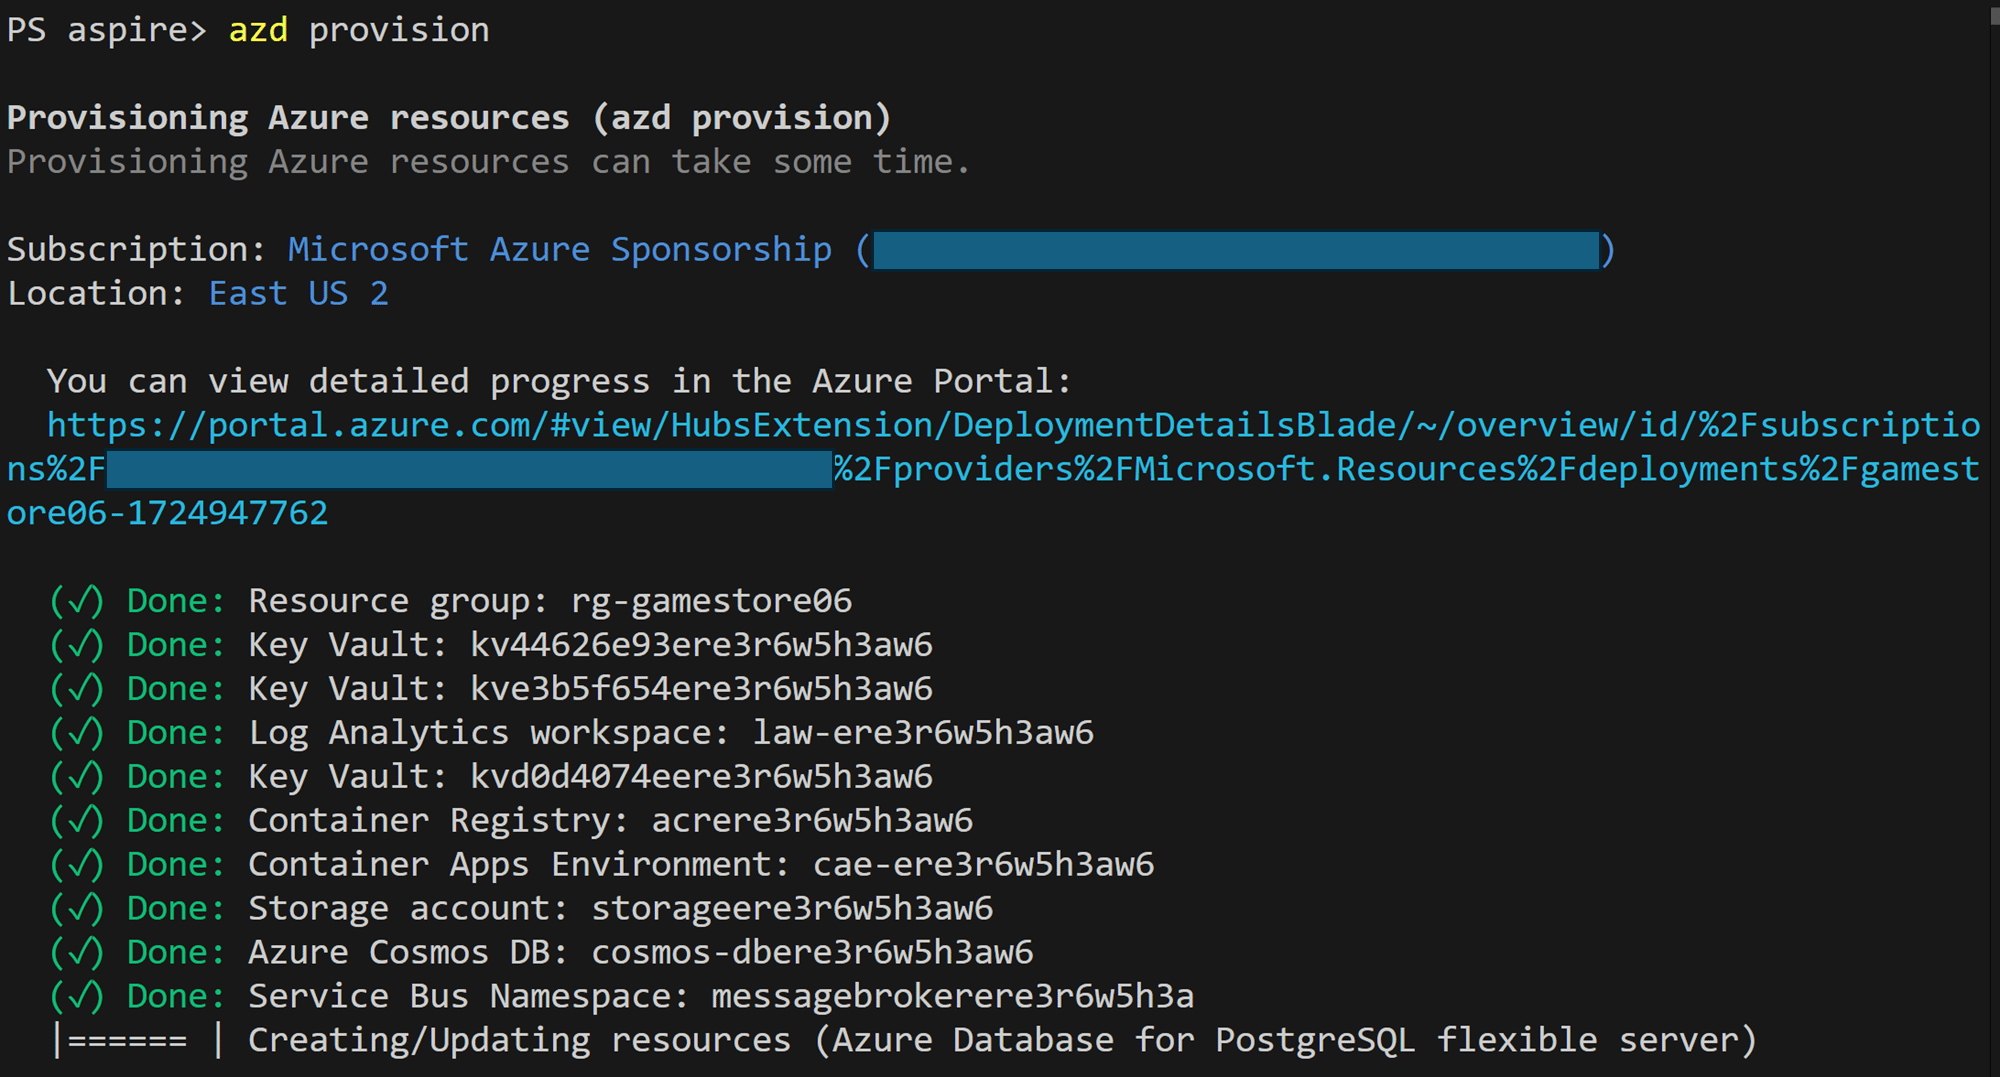 PS aspire> azd provision
Provisioning Azure resources (azd provision)
Provisioning Azure resources can take some time.
Subscription: Microsoft Azure Sponsorship ( )
Location: East US 2
You can view detailed progress in the Azure Portal:
https://portal.azure.com/#view/HubsExtension/DeploymentDetailsBlade/~/overview/id/%2Fsubscriptio
ns%2F %2Fproviders%2FMicrosoft.Resources%2Fdeployments%2Fgamest
ore06-1724947762
(✓) Done: Resource group: rg-gamestore06
(✓) Done: Key Vault: kv44626e93ere3r6w5h3aw6
(✓) Done: Key Vault: kve3b5f654ere3r6w5h3aw6
(✓) Done: Log Analytics workspace: law-ere3r6w5h3aw6
(✓) Done: Key Vault: kvd0d4074eere3r6w5h3aw6
(✓) Done: Container Registry: acrere3r6w5h3aw6
(✓) Done: Container Apps Environment: cae-ere3r6w5h3aw6
(✓) Done: Storage account: storageere3r6w5h3aw6
(✓) Done: Azure Cosmos DB: cosmos-dbere3r6w5h3aw6
(✓) Done: Service Bus Namespace: messagebrokerere3r6w5h3a
|====== | Creating/Updating resources (Azure Database for PostgreSQL flexible server)